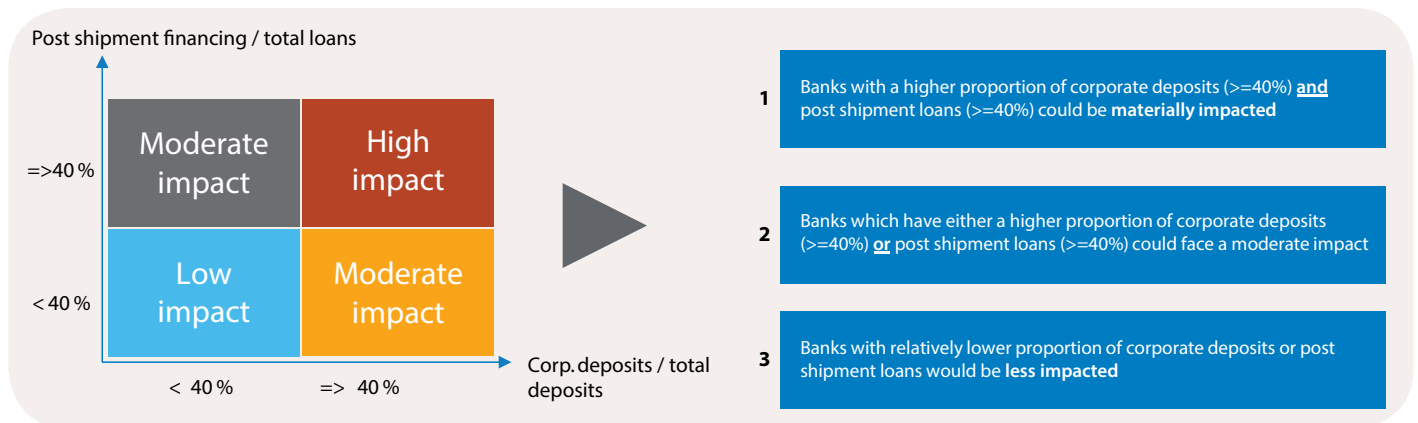 Post shipment financing / total loans
=>40 %
Moderate
impact
High
impact
< 40 %
Low
impact
Moderate
impact
< 40 %
=> 40 %
Corp. deposits / total
deposits
1
Banks with a higher proportion of corporate deposits (>=40%) and
post shipment loans (>=40%) could be materially impacted
2
Banks which have either a higher proportion of corporate deposits
(>=40%) or post shipment loans (>=40%) could face a moderate impact
3
Banks with relatively lower proportion of corporate deposits or post
shipment loans would be less impacted